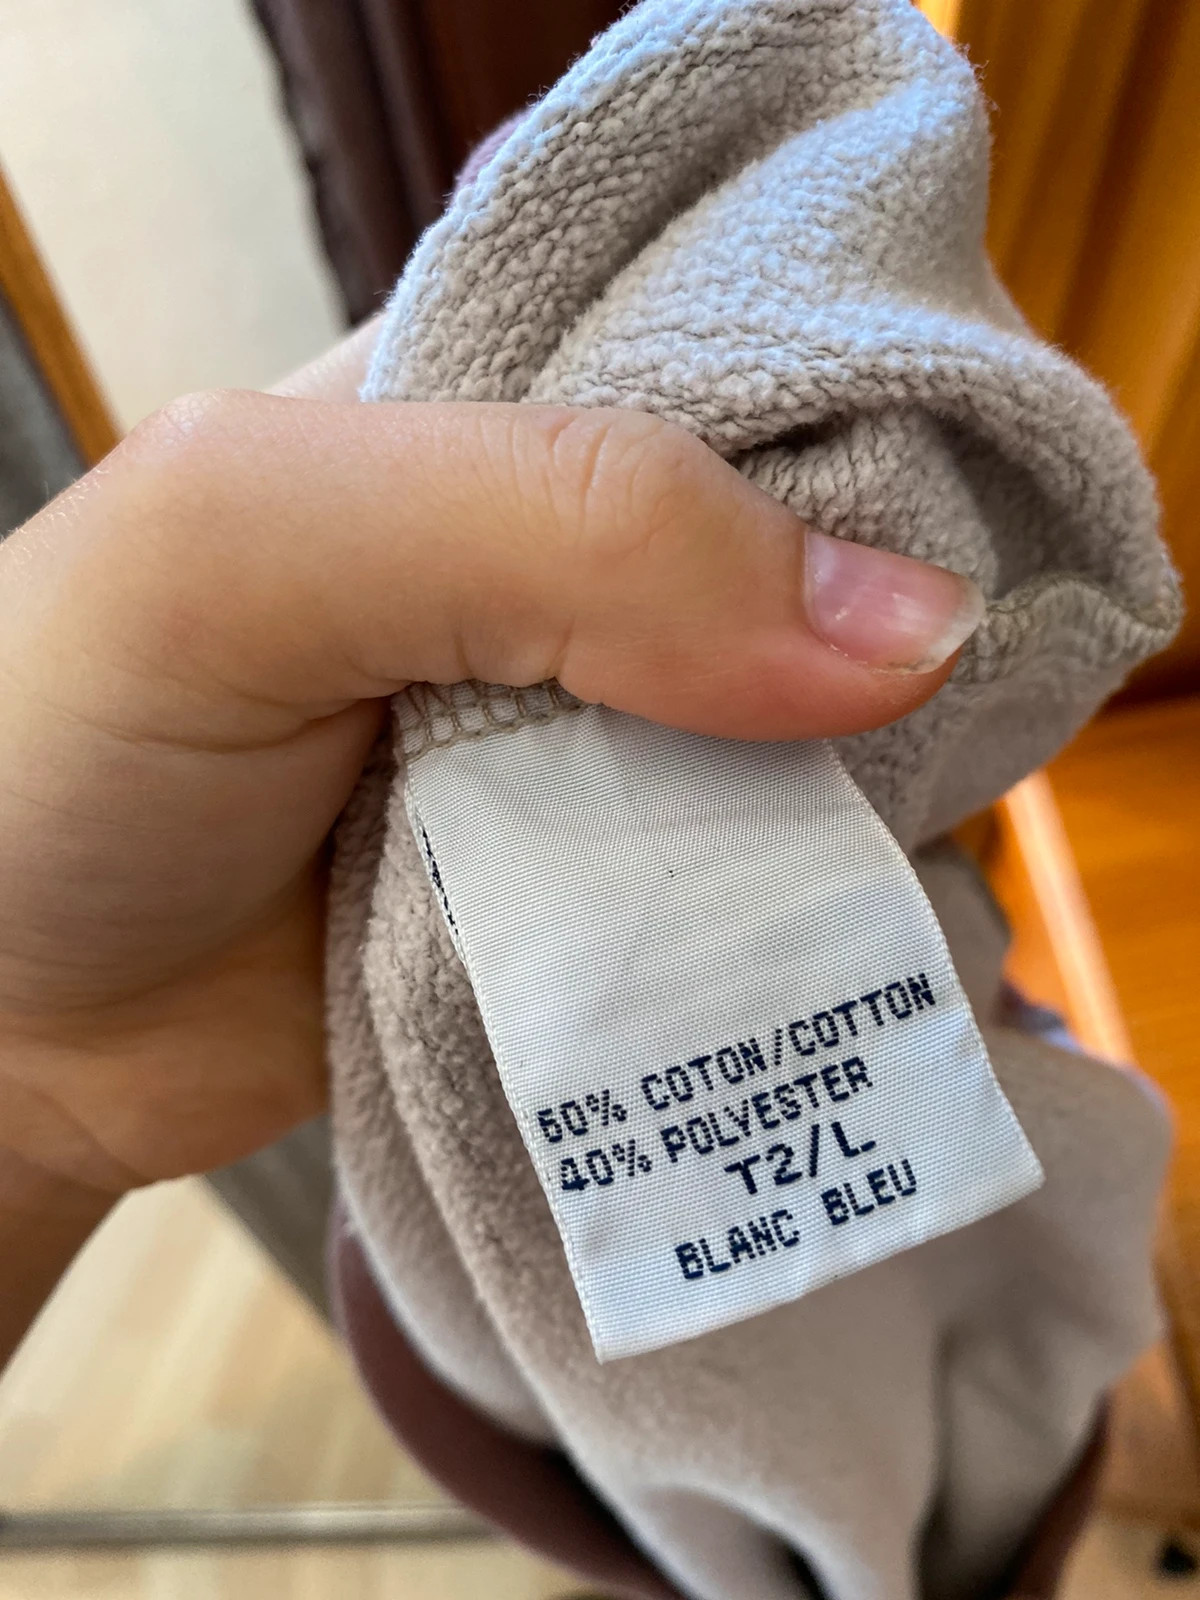 60% COTON/COTTON
40% POLYESTER
T2/L
BLANC BLEU